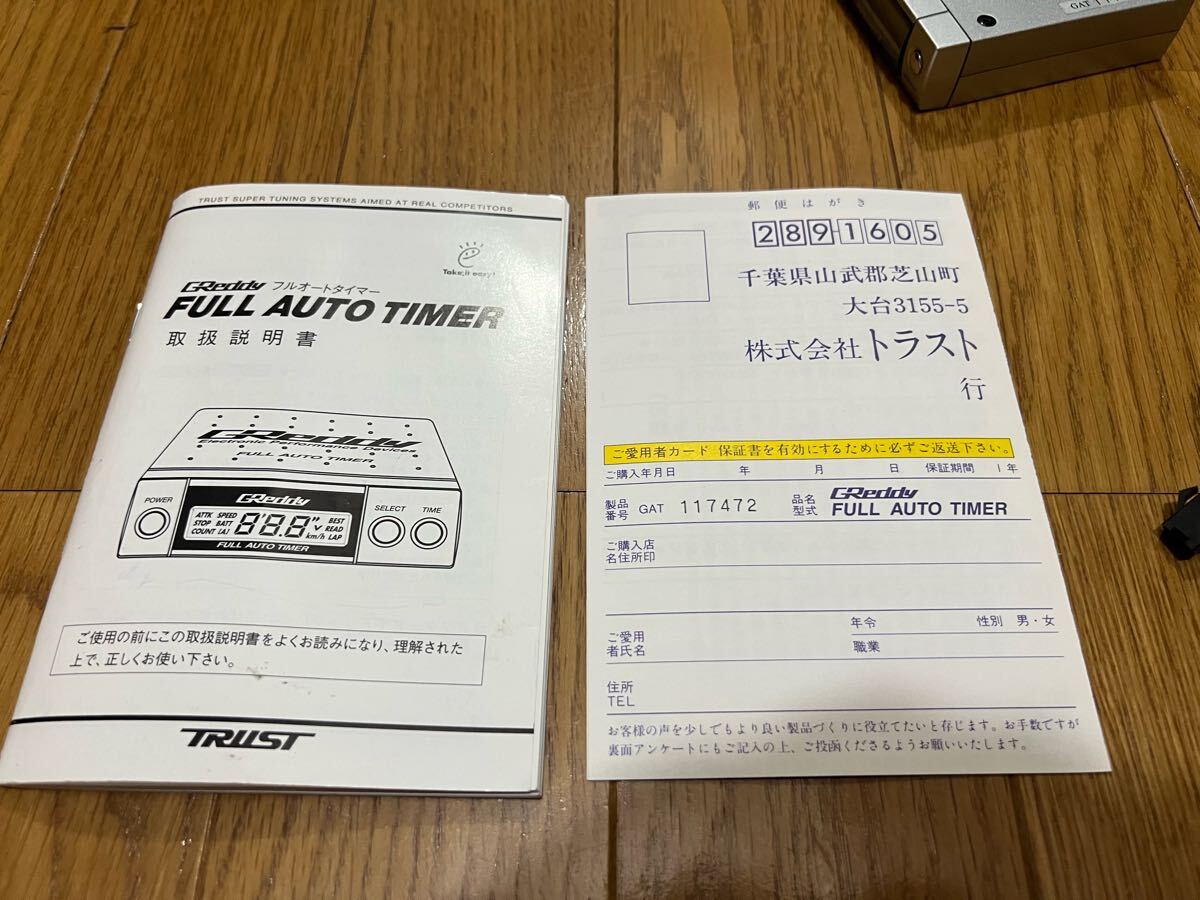 GAT 1 1 7
TRUST SUPER TUNING SYSTEMS AIMED AT REAL COMPETITORS
Take it easy!
GReddy フルオートタイマー
FULL AUTO TIMER
取扱説明書
GReddy
Electronic Performance Devices
FULL AUTO TIMER
POWER
GReddy
SELECT
TIME
ATTK SPEED
STOP BATT
COUNT (A)
8'8.8"
V
km/h
BEST
READ
LAP
FULL AUTO TIMER
ご使用の前にこの取扱説明書をよくお読みになり、理解された
上で、正しくお使い下さい。
TRUST
郵便はがき
289-1605
千葉県山武郡芝山町
大台3155-5
株式会社トラスト
行
ご愛用者カード 保証書を有効にするために必ずご返送下さい。
ご購入年月日 年 月 日 保証期間 1年
製品番号 GAT 117472 品名型式 GReddy FULL AUTO TIMER
ご購入店
名住所印
ご愛用
者氏名
年令 性別 男・女
職業
住所
TEL
お客様の声を少しでもより良い製品づくりに役立てたいと存じます。お手数ですが
裏面アンケートにもご記入の上、ご投函くださるようお願いいたします。